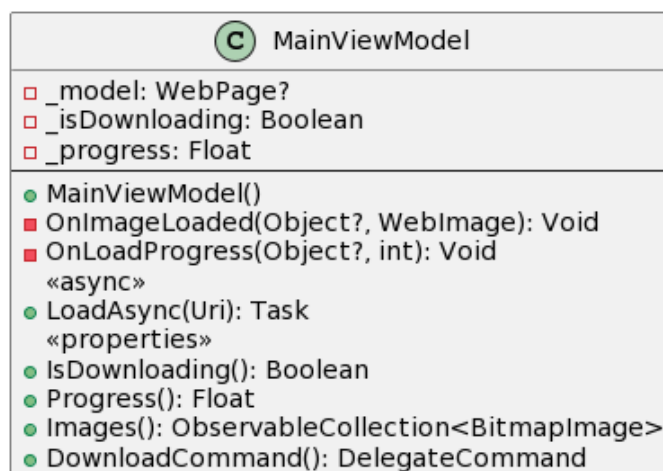 C MainViewModel
_model: WebPage?
_isDownloading: Boolean
_progress: Float
MainViewModel()
OnImageLoaded(Object?, WebImage): Void
OnLoadProgress(Object?, int): Void
«async»
LoadAsync(Uri): Task
«properties»
IsDownloading(): Boolean
Progress(): Float
Images(): ObservableCollection<BitmapImage>
DownloadCommand(): DelegateCommand